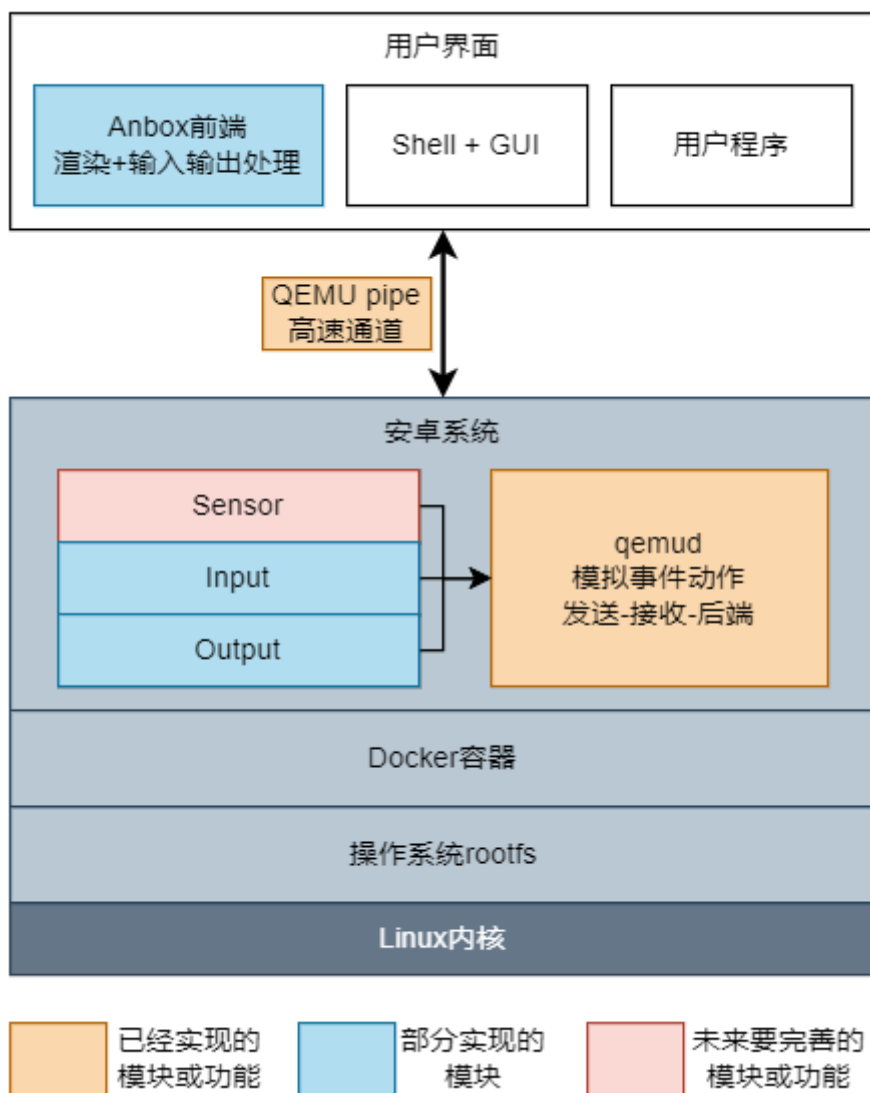 用户界面
Anbox前端
渲染+输入输出处理
Shell + GUI
用户程序
QEMU pipe
高速通道
安卓系统
Sensor
Input
Output
qemud
模拟事件动作
发送-接收-后端
Docker容器
操作系统rootfs
Linux内核
已经实现的
模块或功能
部分实现的
模块
未来要完善的
模块或功能